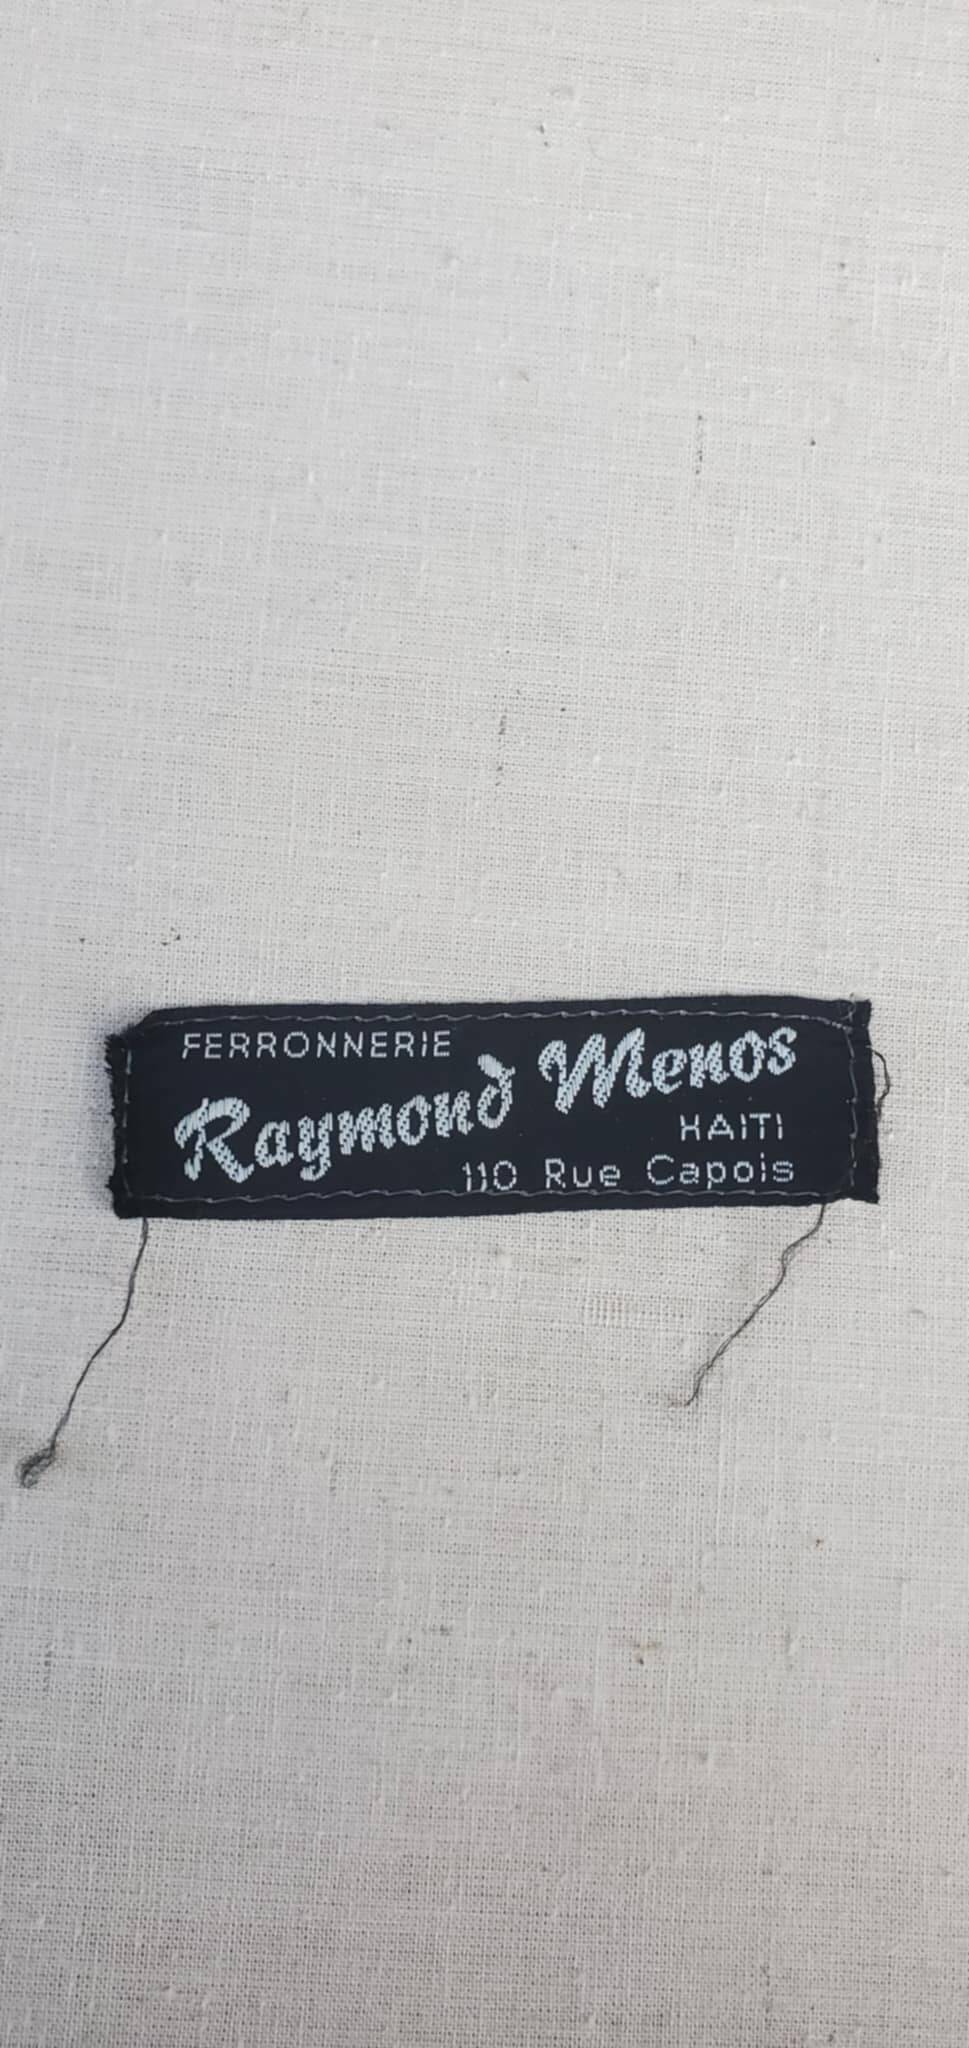 FERRONNERIE
Raymond Menos
HAITI
110 Rue Capois